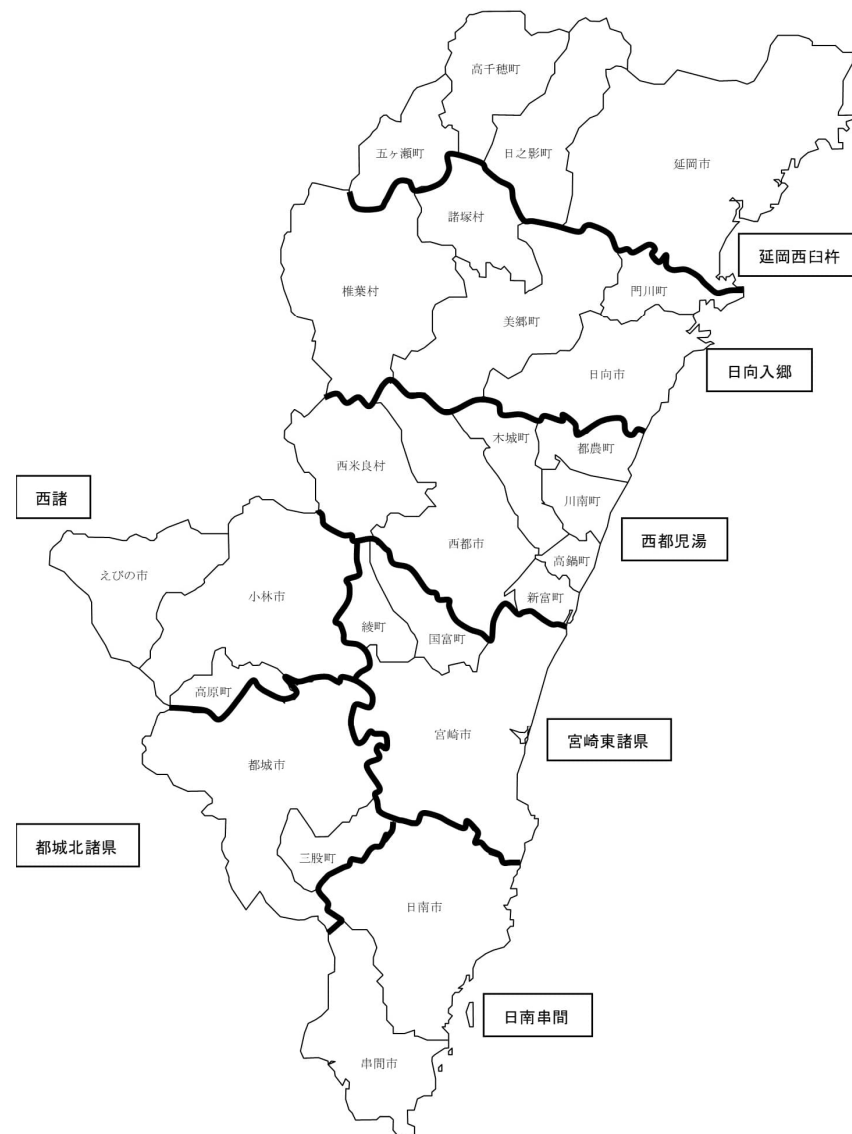 高千穂町
五ヶ瀬町
日之影町
延岡市
諸塚村
延岡西臼杵
椎葉村
門川町
美郷町
日向市
日向入郷
木城町
都農町
西米良村
川南町
西諸
西都市
西都児湯
高鍋町
えびの市
小林市
新富町
綾町
国富町
高原町
宮崎市
宮崎東諸県
都城市
都城北諸県
三股町
日南市
日南串間
串間市